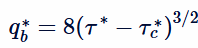 $q_b^* = 8(\tau^* - \tau_c^*)^{3/2}$